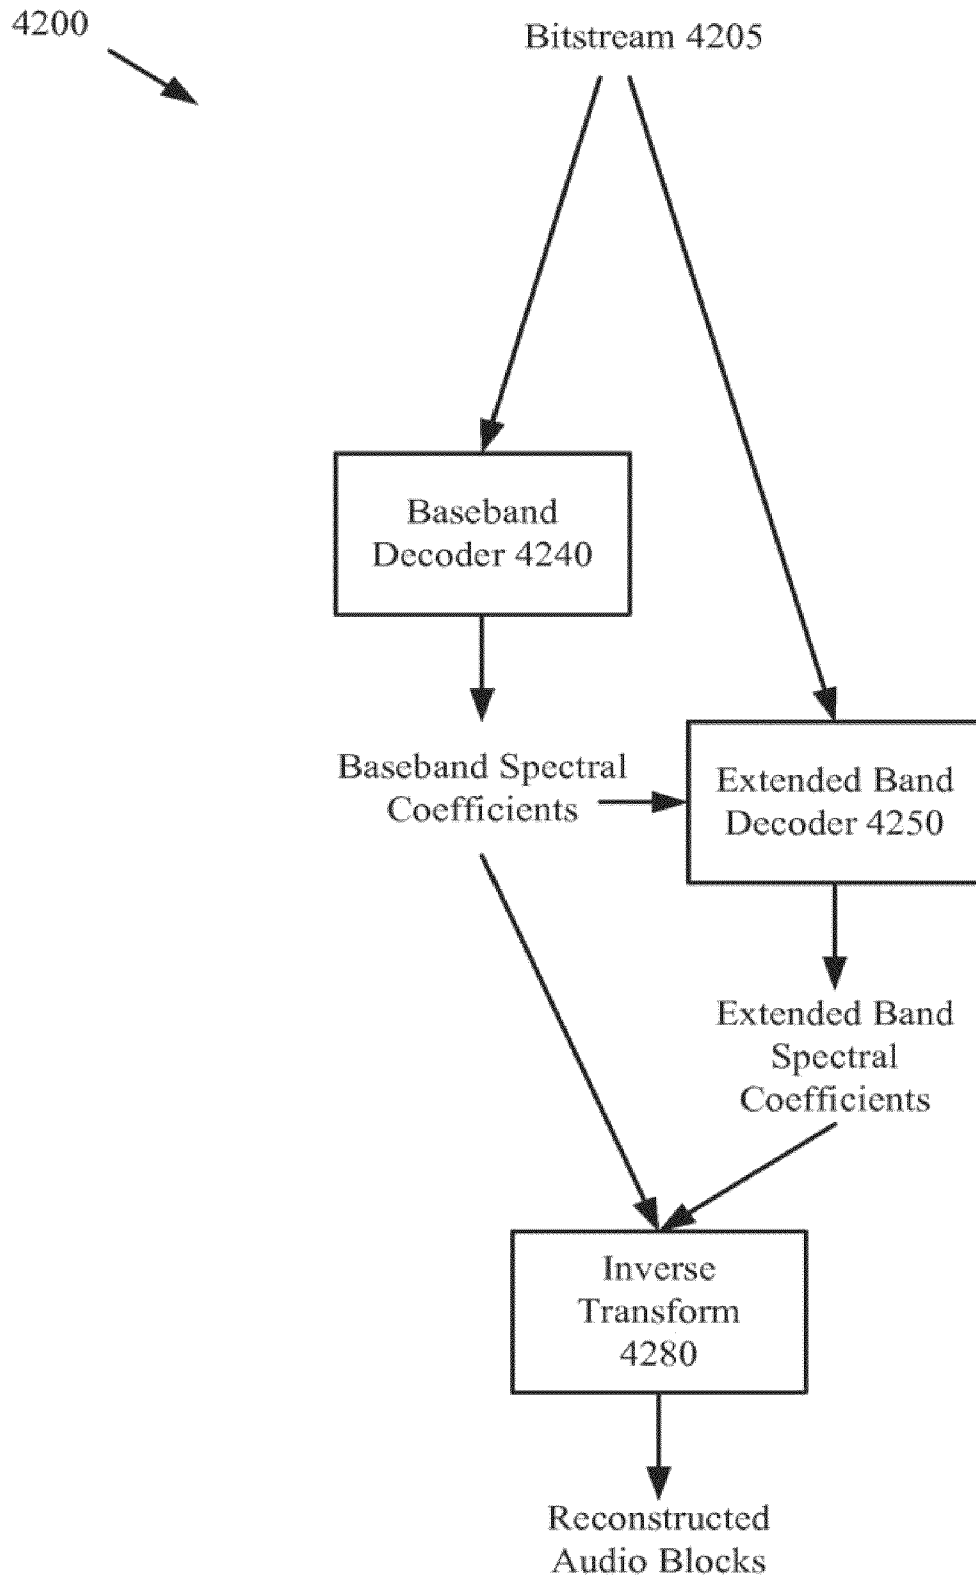 4200
Bitstream 4205
Baseband
Decoder 4240
Baseband Spectral
Coefficients
Extended Band
Decoder 4250
Extended Band
Spectral
Coefficients
Inverse
Transform
4280
Reconstructed
Audio Blocks